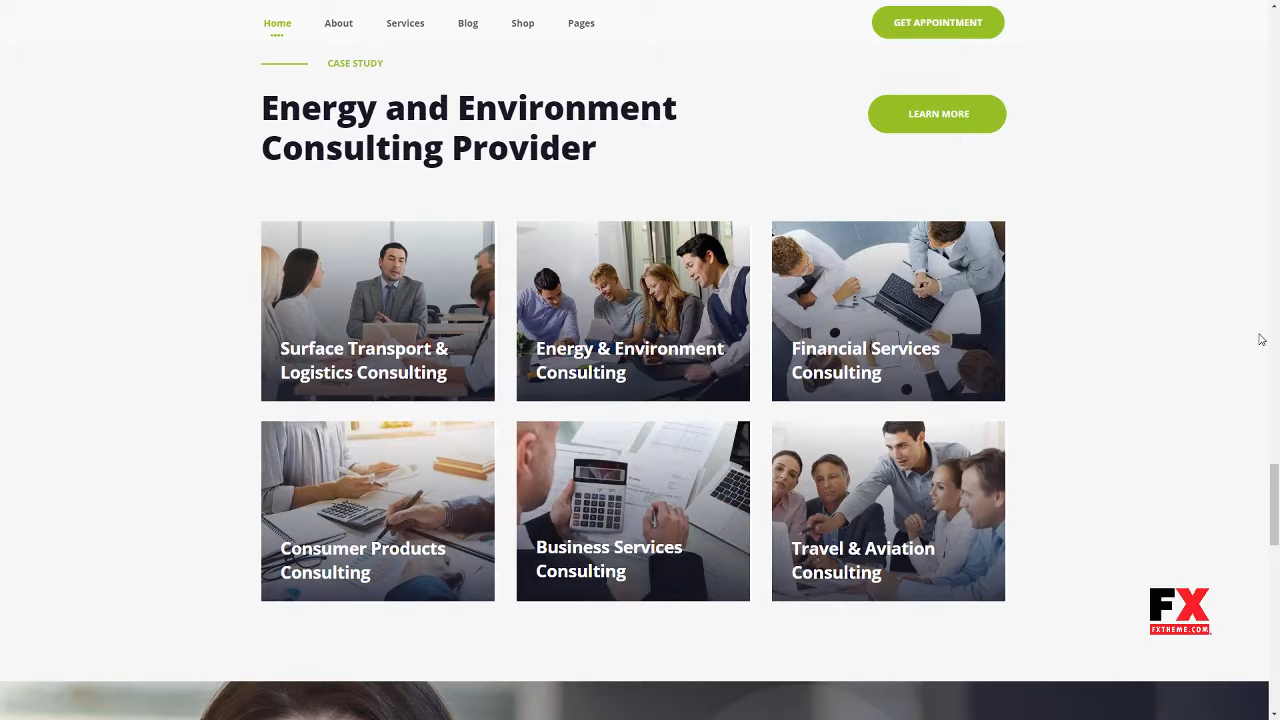 Home
About
Services
Blog
Shop
Pages
GET APPOINTMENT
CASE STUDY
Energy and Environment
Consulting Provider
LEARN MORE
Surface Transport &
Logistics Consulting
Energy & Environment
Consulting
Financial Services
Consulting
Consumer Products
Consulting
Business Services
Consulting
Travel & Aviation
Consulting
FX
FXTHEME.COM